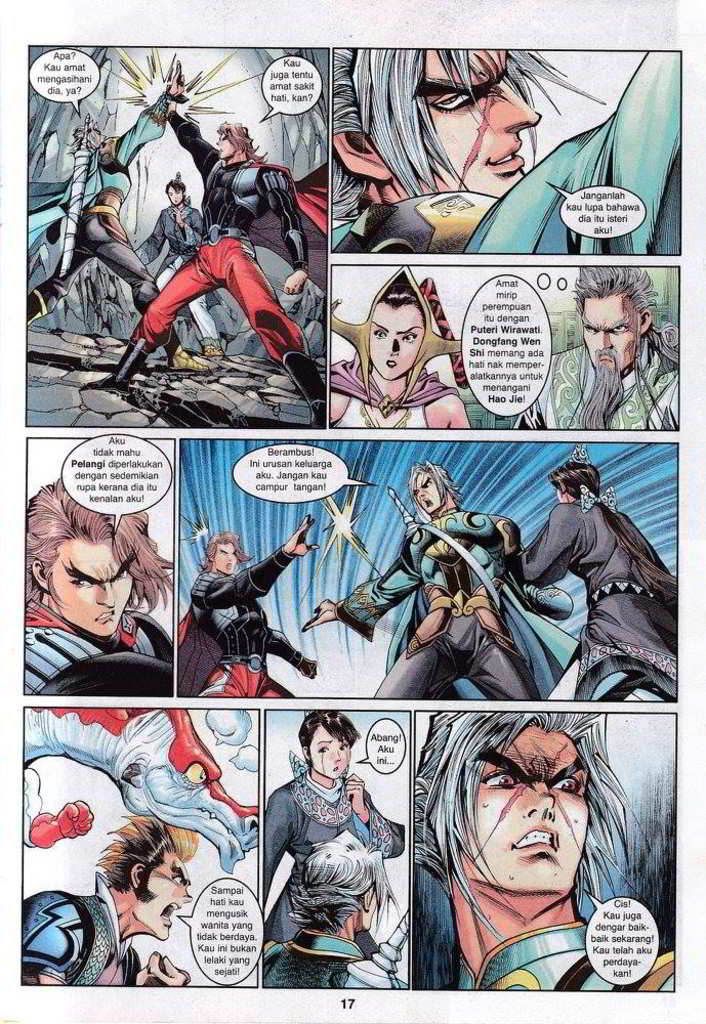 Apa?
Kau amat
mengasihani
dia, ya?
Kau
juga tentu
amat sakit
hati, kan?
Janganlah
kau lupa bahawa
dia itu isteri
aku!
Amat
mirip
perempuan
itu dengan
Puteri Wirawati.
Dongfang Wen
Shi memang ada
hati nak memper-
alatkannya untuk
menangani
Hao Jie!
Aku
tidak mahu
Pelangi diperlakukan
dengan sedemikian
rupa kerana dia itu
kenalan aku!
Berambus!
Ini urusan keluarga
aku. Jangan kau
campur tangan!
Sampai
hati kau
mengusik
wanita yang
tidak berdaya.
Kau ini bukan
lelaki yang
sejati!
Abang!
Aku
ini...
Cis!
Kau juga
dengar baik-
baik sekarang!
Kau telah aku
perdaya-
kan!
17